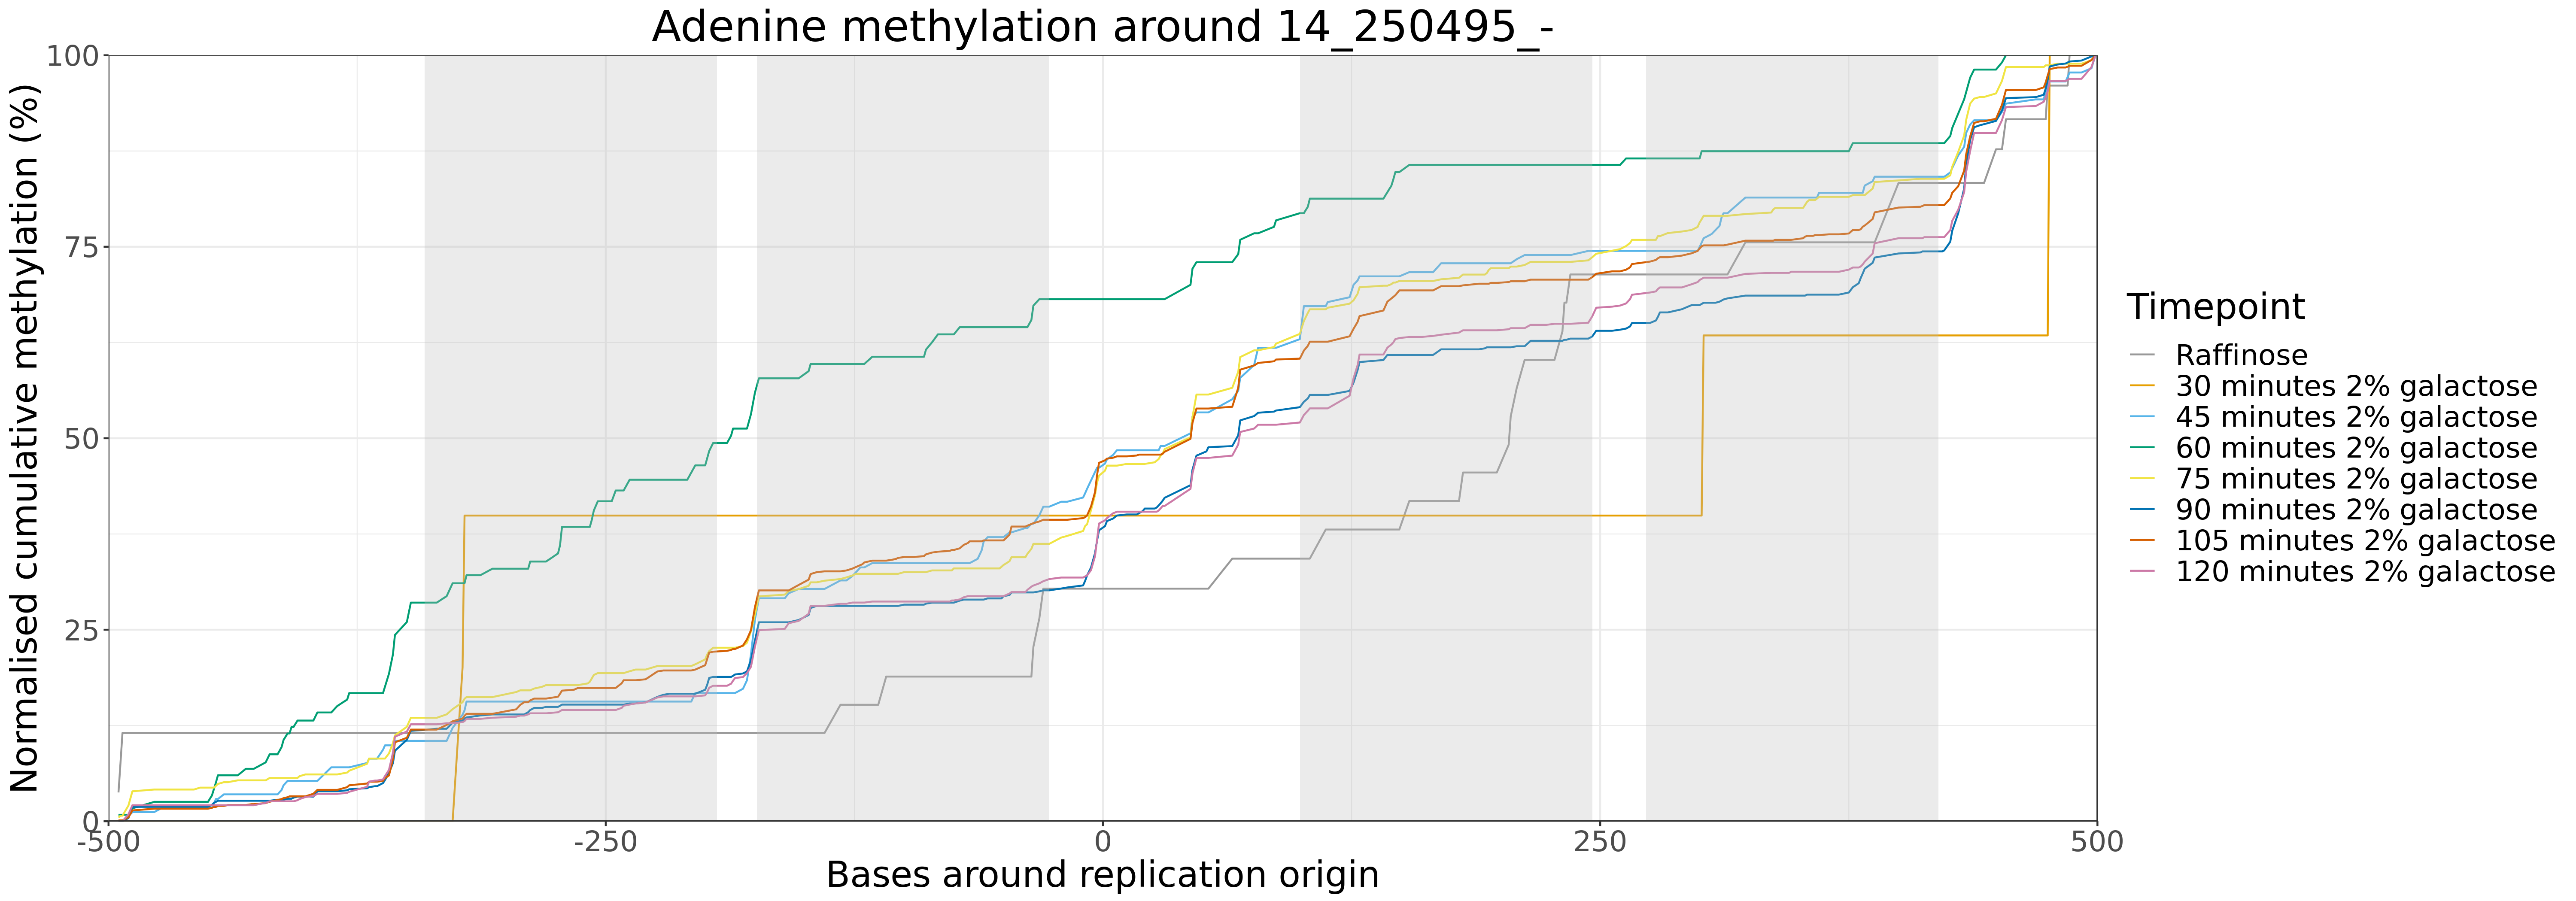 Adenine methylation around 14_250495_-
Normalised cumulative methylation (%)
100
75
50
25
0
-500
-250
0
250
500
Bases around replication origin
Timepoint
Raffinose
30 minutes 2% galactose
45 minutes 2% galactose
60 minutes 2% galactose
75 minutes 2% galactose
90 minutes 2% galactose
105 minutes 2% galactose
120 minutes 2% galactose